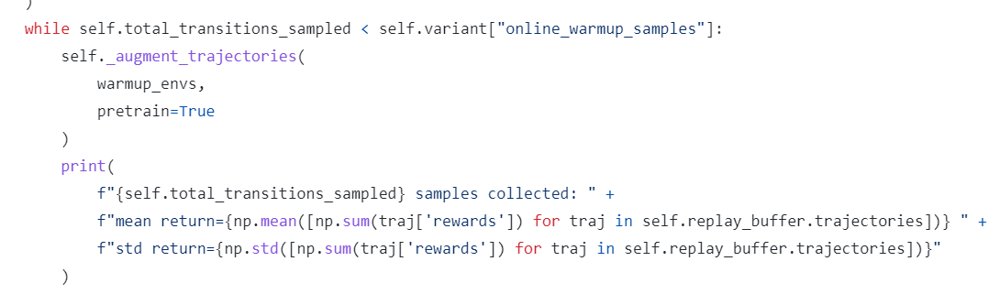 )
while self.total_transitions_sampled < self.variant["online_warmup_samples"]:
    self._augment_trajectories(
        warmup_envs,
        pretrain=True
    )
    print(
        f"{self.total_transitions_sampled} samples collected: " +
        f"mean return={np.mean([np.sum(traj['rewards']) for traj in self.replay_buffer.trajectories])} " +
        f"std return={np.std([np.sum(traj['rewards']) for traj in self.replay_buffer.trajectories])}"
    )